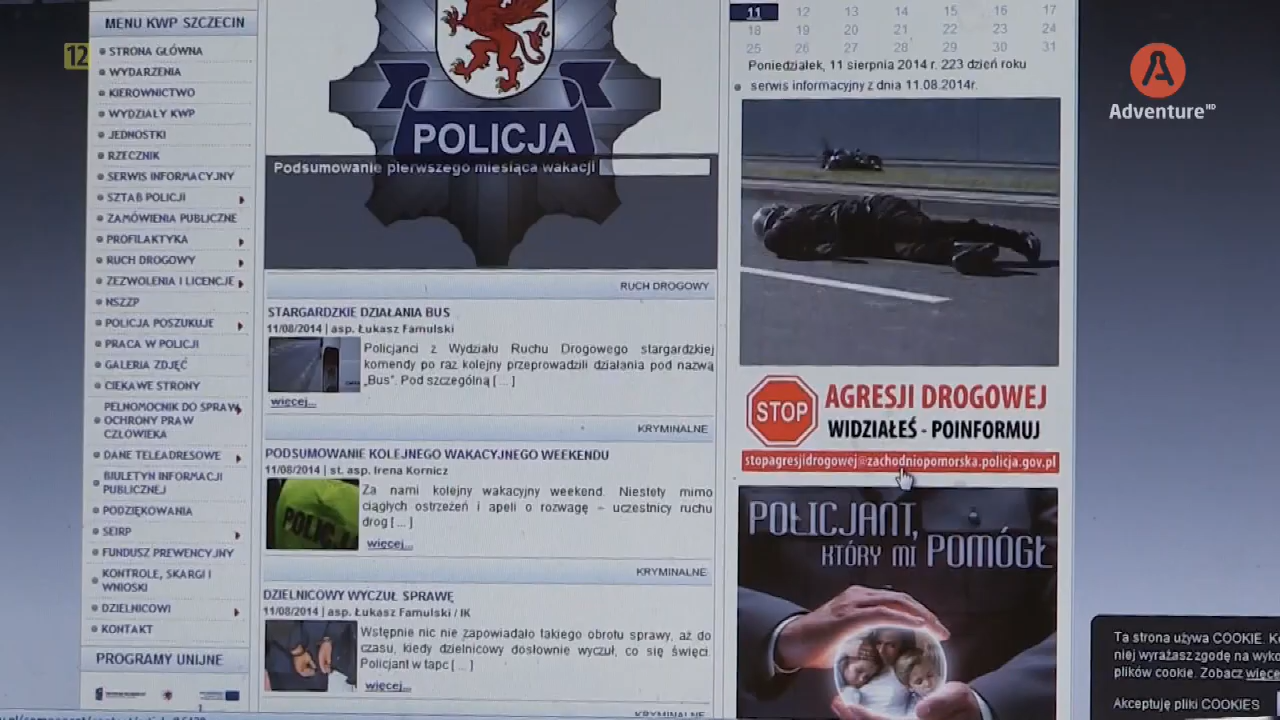 12
MENU KWP SZCZECIN
STRONA GŁÓWNA
WYDARZENIA
KIEROWNICTWO
WYDZIAŁY KWP
JEDNOSTKI
RZECZNIK
SERWIS INFORMACYJNY
SZTAB POLICJI
ZAMÓWIENIA PUBLICZNE
PROFILAKTYKA
RUCH DROGOWY
ZEZWOLENIA I LICENCJE
NSZZP
POLICJA POSZUKUJE
PRACA W POLICJI
GALERIA ZDJĘĆ
CIEKAWE STRONY
PEŁNOMOCNIK DO SPRAW
OCHRONY PRAW
CZŁOWIEKA
DANE TELEADRESOWE
BIULETYN INFORMACJI
PUBLICZNEJ
PODZIĘKOWANIA
SEIRP
FUNDUSZ PREWENCYJNY
KONTROLE, SKARGI I
WNIOSKI
DZIELNICOWI
KONTAKT
PROGRAMY UNIJNE
POLICJA
Podsumowanie pierwszego miesiąca wakacji
RUCH DROGOWY
STARGARDZKIE DZIAŁANIA BUS
11/08/2014 | asp. Łukasz Famulski
Policjanci z Wydziału Ruchu Drogowego stargardzkiej
komendy po raz kolejny przeprowadzili działania pod nazwą
„Bus”. Pod szczególną [ ... ]
więcej...
KRYMINALNE
PODSUMOWANIE KOLEJNEGO WAKACYJNEGO WEEKENDU
11/08/2014 | st. asp. Irena Kornicz
Za nami kolejny wakacyjny weekend. Niestety mimo
ciągłych ostrzeżeń i apeli o rozwagę – uczestnicy ruchu
drog [ ... ]
POLICJA
więcej...
KRYMINALNE
DZIELNICOWY WYCZUŁ SPRAWĘ
11/08/2014 | asp. Łukasz Famulski / IK
Wstępnie nic nie zapowiadało takiego obrotu sprawy, aż do
czasu, kiedy dzielnicowy dosłownie wyczuł, co się święci.
Policjant w tapc [ ... ]
więcej...
KRYMINALNE
11 12 13 14 15 16 17
18 19 20 21 22 23 24
25 26 27 28 29 30 31
Poniedziałek, 11 sierpnia 2014 r. 223 dzień roku
serwis informacyjny z dnia 11.08.2014r.
STOP
AGRESJI DROGOWEJ
WIDZIAŁEŚ - POINFORMUJ
stopagresjidrogowej@zachodniopomorska.policja.gov.pl
POLICJANT,
KTÓRY MI POMÓGŁ
Adventure HD
Ta strona używa COOKIE. Ko
niej wyrażasz zgodę na wyko
plików cookie. Zobacz więce
Akceptuję pliki COOKIES